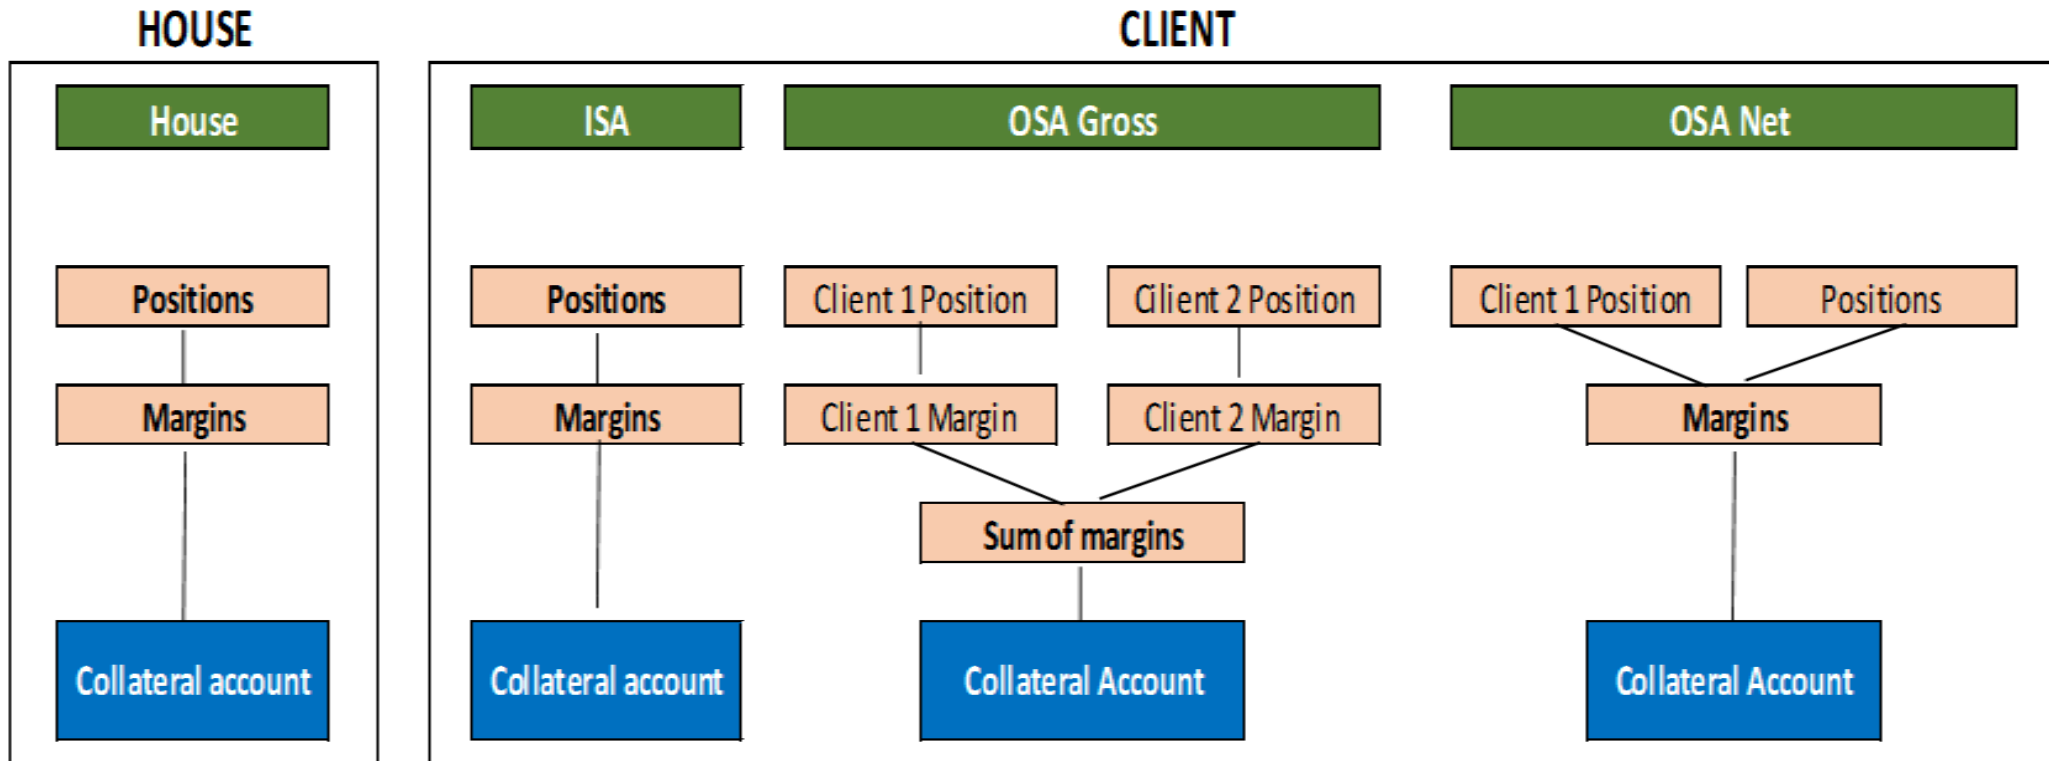 HOUSE CLIENT
House ISA OSA Gross OSA Net
Positions Positions Client 1 Position Cilient 2 Position Client 1 Position Positions
Margins Margins Client 1 Margin Client 2 Margin Margins
Sum of margins
Collateral account Collateral account Collateral Account Collateral Account